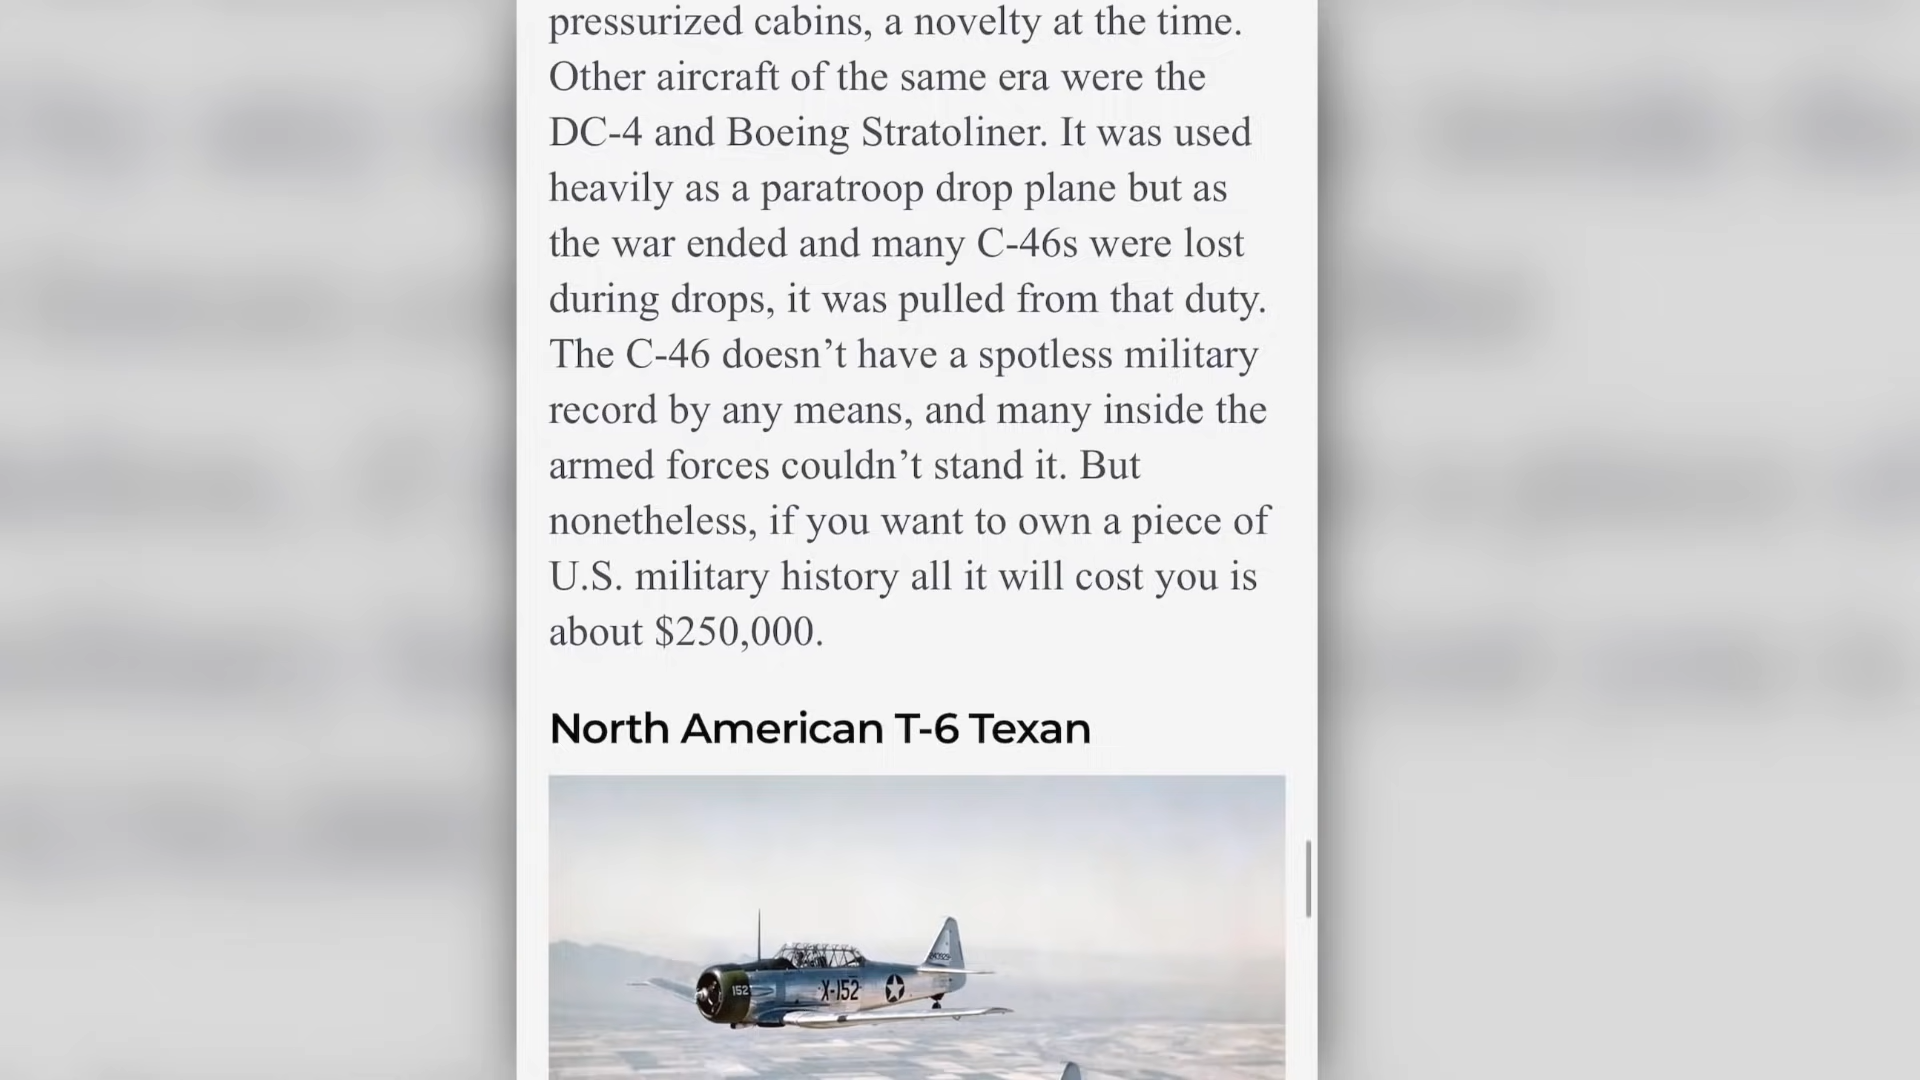 pressurized cabins, a novelty at the time.
Other aircraft of the same era were the
DC-4 and Boeing Stratoliner. It was used
heavily as a paratroop drop plane but as
the war ended and many C-46s were lost
during drops, it was pulled from that duty.
The C-46 doesn’t have a spotless military
record by any means, and many inside the
armed forces couldn’t stand it. But
nonetheless, if you want to own a piece of
U.S. military history all it will cost you is
about $250,000.
North American T-6 Texan
152
X-152